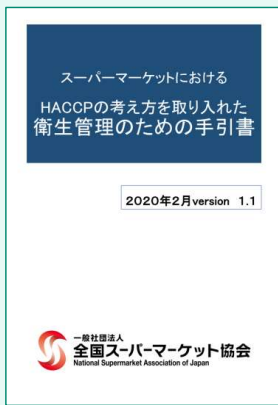 スーパーマーケットにおける
HACCPの考え方を取り入れた
衛生管理のための手引書
2020年2月version 1.1
一般社団法人
全国スーパーマーケット協会
National Supermarket Association of Japan